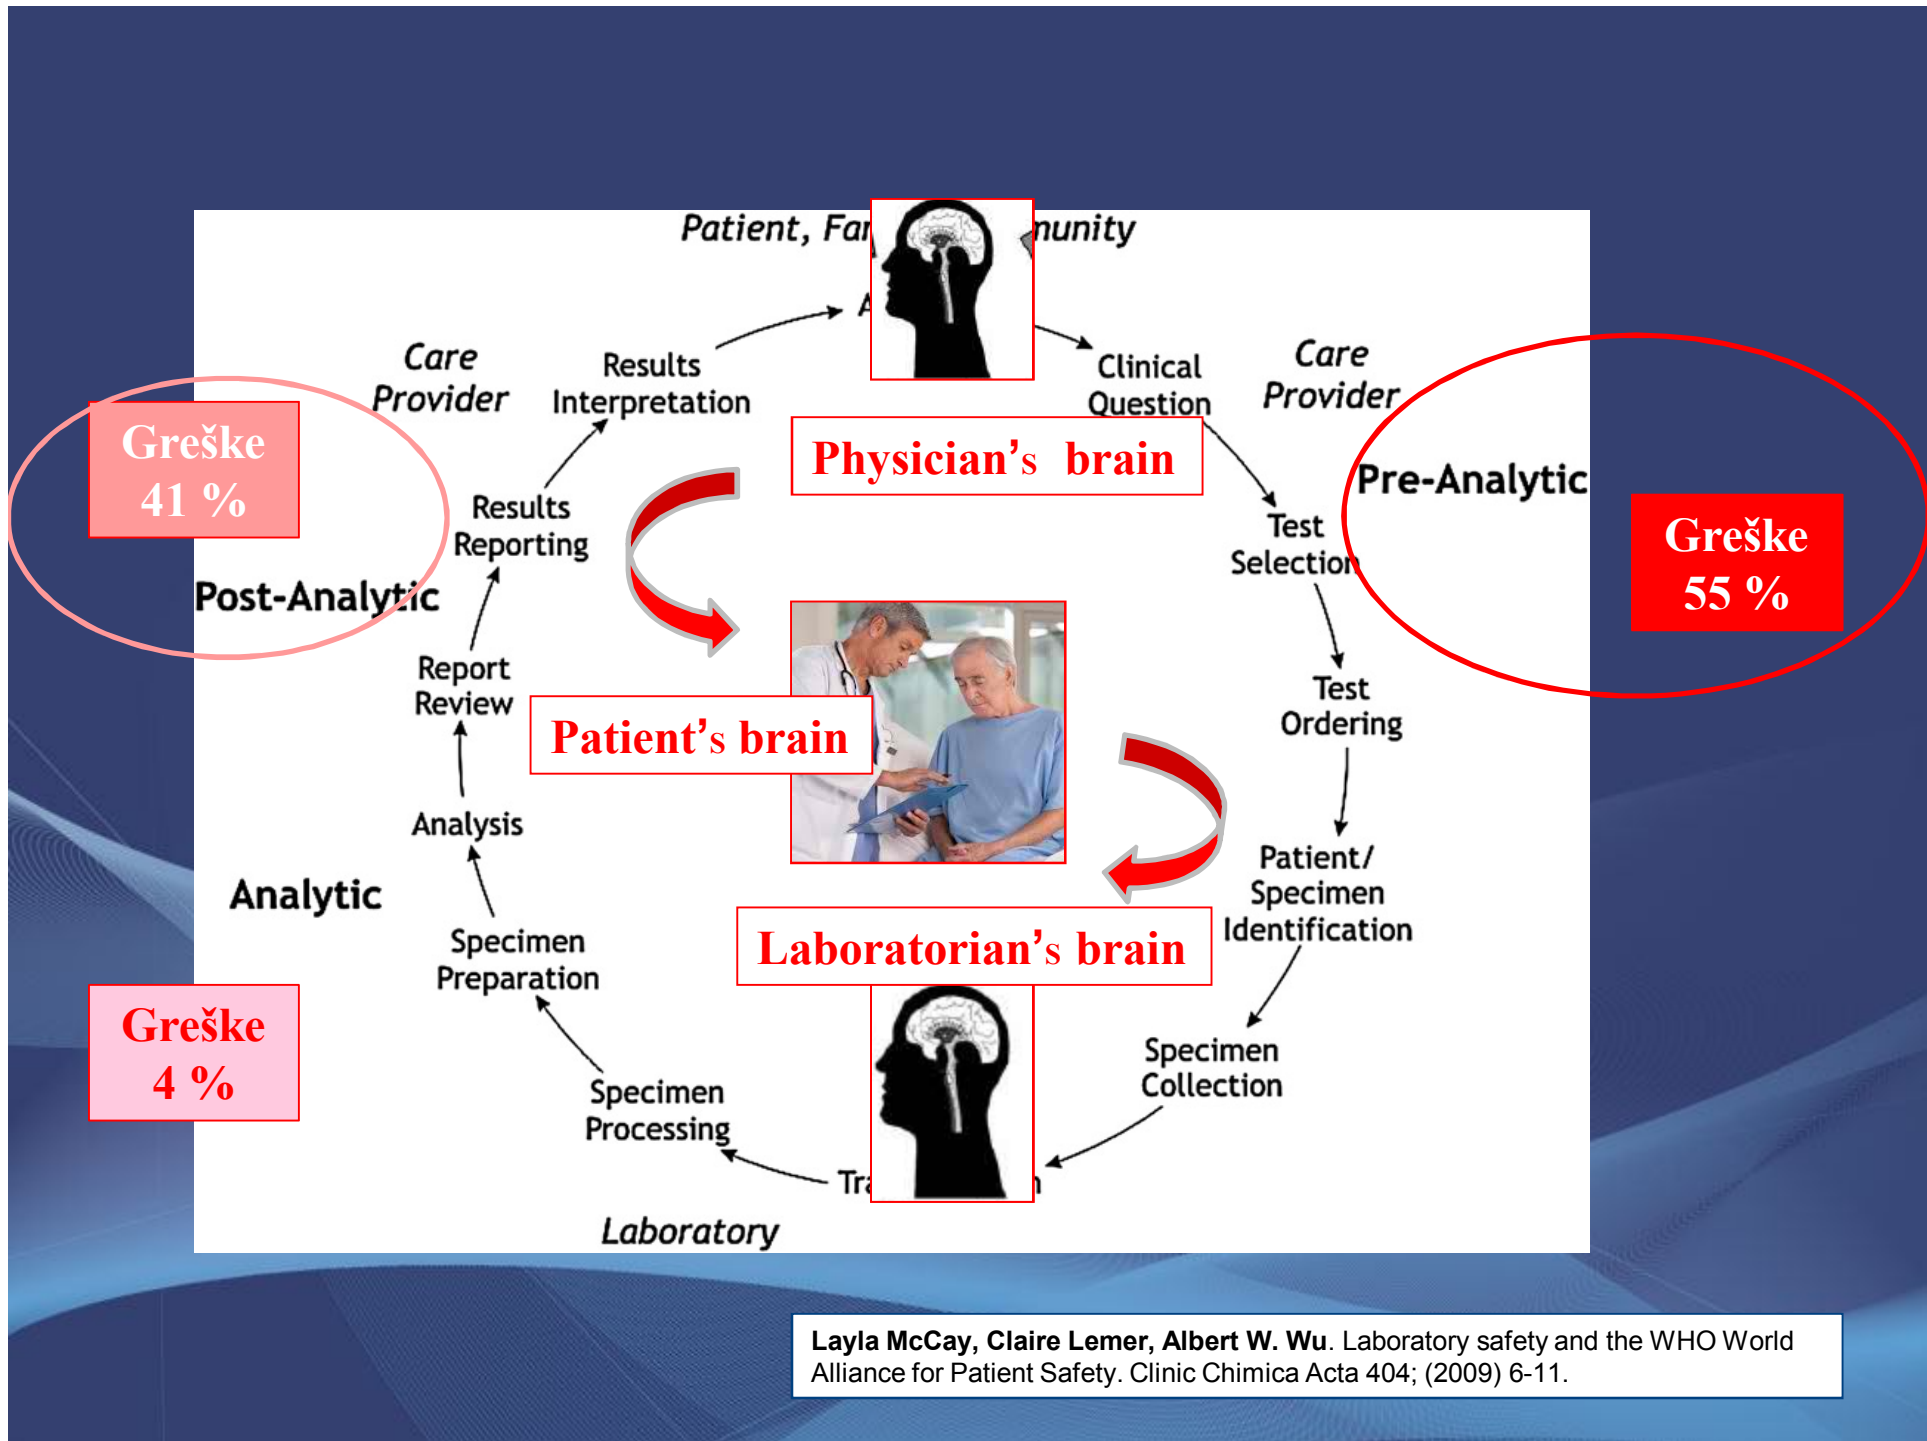 Patient, Fa
munity
Care
Provider
Results
Interpretation
Clinical
Question
Care
Provider
Greške
41 %
Physician’s brain
Pre-Analytic
Results
Reporting
Test
Selection
Greške
55 %
Post-Analytic
Report
Review
Patient’s brain
Test
Ordering
Analysis
Patient/
Specimen
Identification
Analytic
Specimen
Preparation
Laboratorian’s brain
Greške
4 %
Specimen
Collection
Specimen
Processing
Tra
Laboratory
Layla McCay, Claire Lemer, Albert W. Wu. Laboratory safety and the WHO World
Alliance for Patient Safety. Clinic Chimica Acta 404; (2009) 6-11.